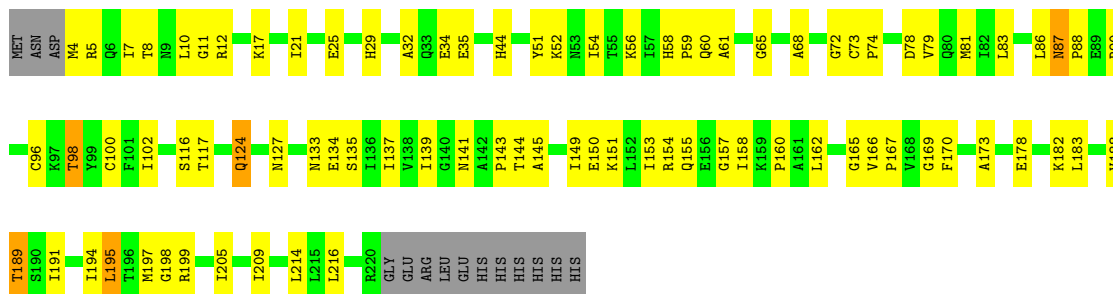 MET ASN ASP M4 R5 Q6 I7 T8 N9 L10 G11 R12 K17 I21 E25 H29 A32 Q33 E34 E35 H44 Y51 K52 N53 I54 T55 K56 I57 H58 P59 Q60 A61 G65 A68 G72 C73 P74 D78 V79 Q80 M81 I82 L83 L86 N87 P88 E89
C96 K97 T98 Y99 C100 F101 I102 S116 T117 Q124 N127 N133 E134 S135 I136 I137 V138 I139 G140 N141 A142 P143 T144 A145 I149 E150 K151 L152 I153 R154 Q155 E156 G157 I158 K159 P160 A161 L162 G165 V166 P167 V168 G169 F170 A173 E178 K182 L183
T189 S190 I191 I194 L195 T196 M197 G198 R199 I205 I209 L214 L215 L216 R220 GLY GLU ARG LEU GLU HIS HIS HIS HIS HIS HIS